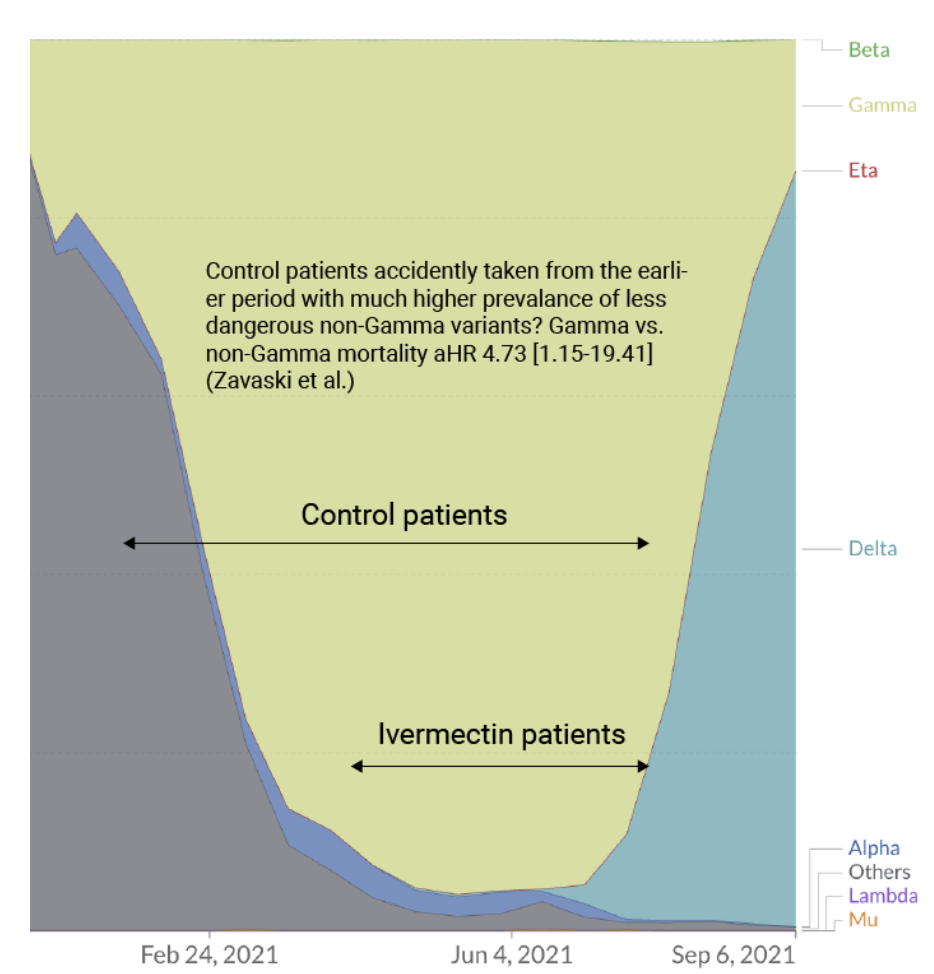 Beta
Gamma
Eta
Control patients accidently taken from the earli-
er period with much higher prevalance of less
dangerous non-Gamma variants? Gamma vs.
non-Gamma mortality aHR 4.73 [1.15-19.41]
(Zavaski et al.)
Control patients
Delta
Ivermectin patients
Alpha
Others
Lambda
Mu
Feb 24, 2021
Jun 4, 2021
Sep 6, 2021